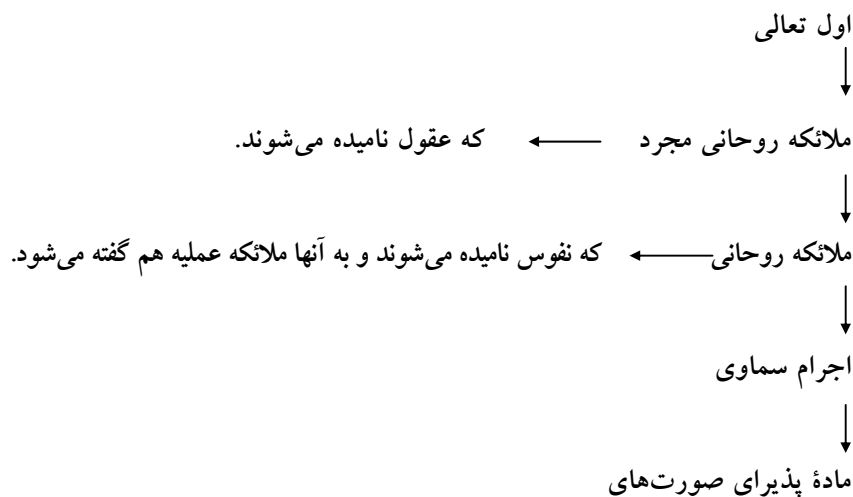 اول تعالی
ملائکه روحانی مجرد که عقول نامیده می‌شوند.
ملائکه روحانی که نفوس نامیده می‌شوند و به آنها ملائکه عملیه هم گفته می‌شود.
اجرام سماوی
مادۀ پذیرای صورت‌های